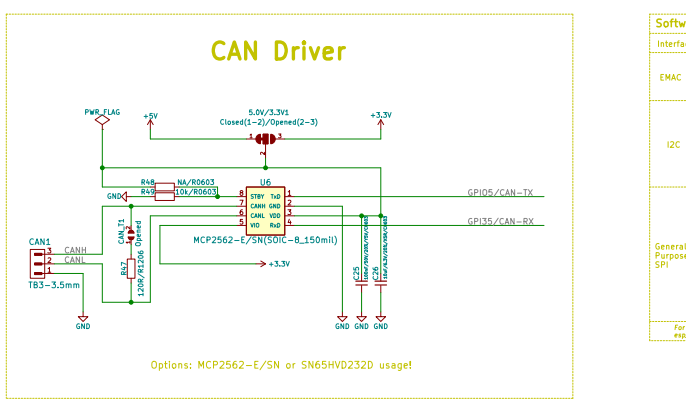 CAN Driver
Softw
Interfa
EMAC
I2C
General
Purpose
SPI
For
esp
PWR_FLAG
+5V
5.0V/3.3V1
Closed(1-2)/Opened(2-3)
+3.3V
1
3
2
R48
NA/R0603
R49
10k/R0603
GND
U6
8 STBY TxD 1
7 CANH GND 2
6 CANL VDD 3
5 VIO RxD 4
MCP2562-E/SN(SOIC-8_150mil)
GPIO5/CAN-TX
GPI35/CAN-RX
CAN_T1
Opened
CAN1
CANH
CANL
3
2
1
TB3-3.5mm
R47
120R/R1206
+3.3V
C25
C26
GND
GND
GND
GND
Options: MCP2562-E/SN or SN65HVD232D usage!